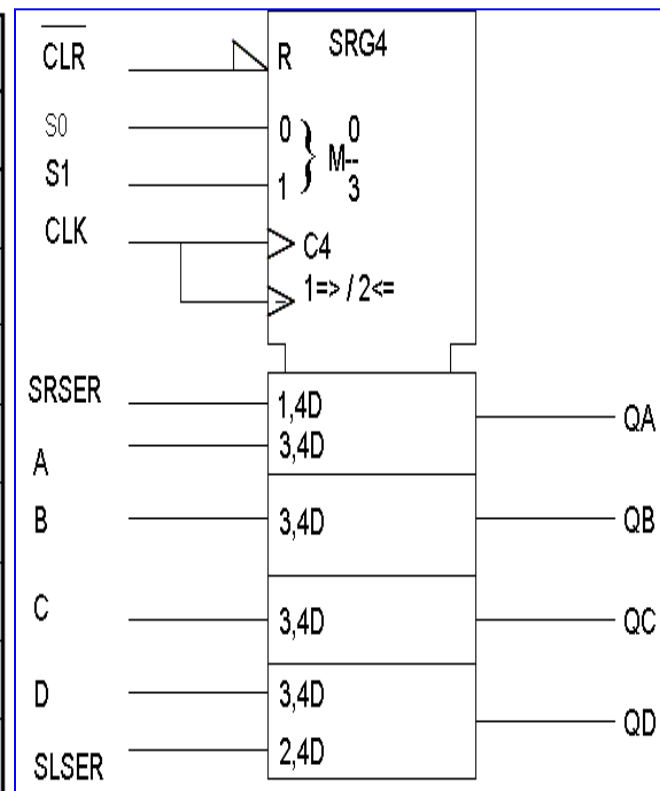 CLR R SRG4
S0 0 0
} M--
S1 1 3
CLK C4
1=> / 2<=
SRSER 1,4D QA
A 3,4D
B 3,4D QB
C 3,4D QC
D 3,4D QD
SLSER 2,4D